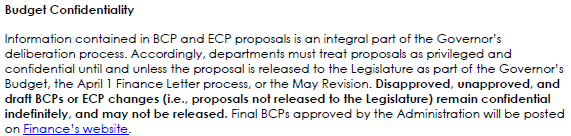 Budget Confidentiality
Information contained in BCP and ECP proposals is an integral part of the Governor's
deliberation process. Accordingly, departments must treat proposals as privileged and
confidential until and unless the proposal is released to the Legislature as part of the Governor's
Budget, the April 1 Finance Letter process, or the May Revision. Disapproved, unapproved, and
draft BCPs or ECP changes (i.e., proposals not released to the Legislature) remain confidential
indefinitely, and may not be released. Final BCPs approved by the Administration will be posted
on Finance's website.